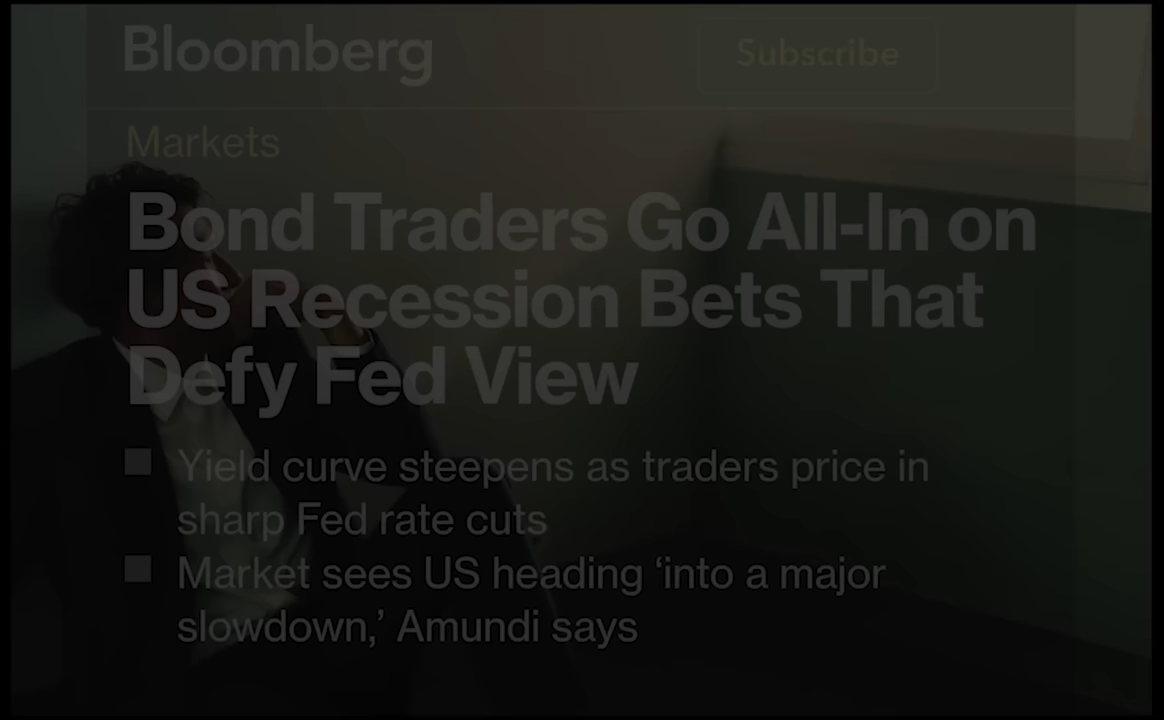 Bloomberg
Subscribe
Markets
Bond Traders Go All-In on
US Recession Bets That
Defy Fed View
Yield curve steepens as traders price in
sharp Fed rate cuts
Market sees US heading ‘into a major
slowdown,’ Amundi says